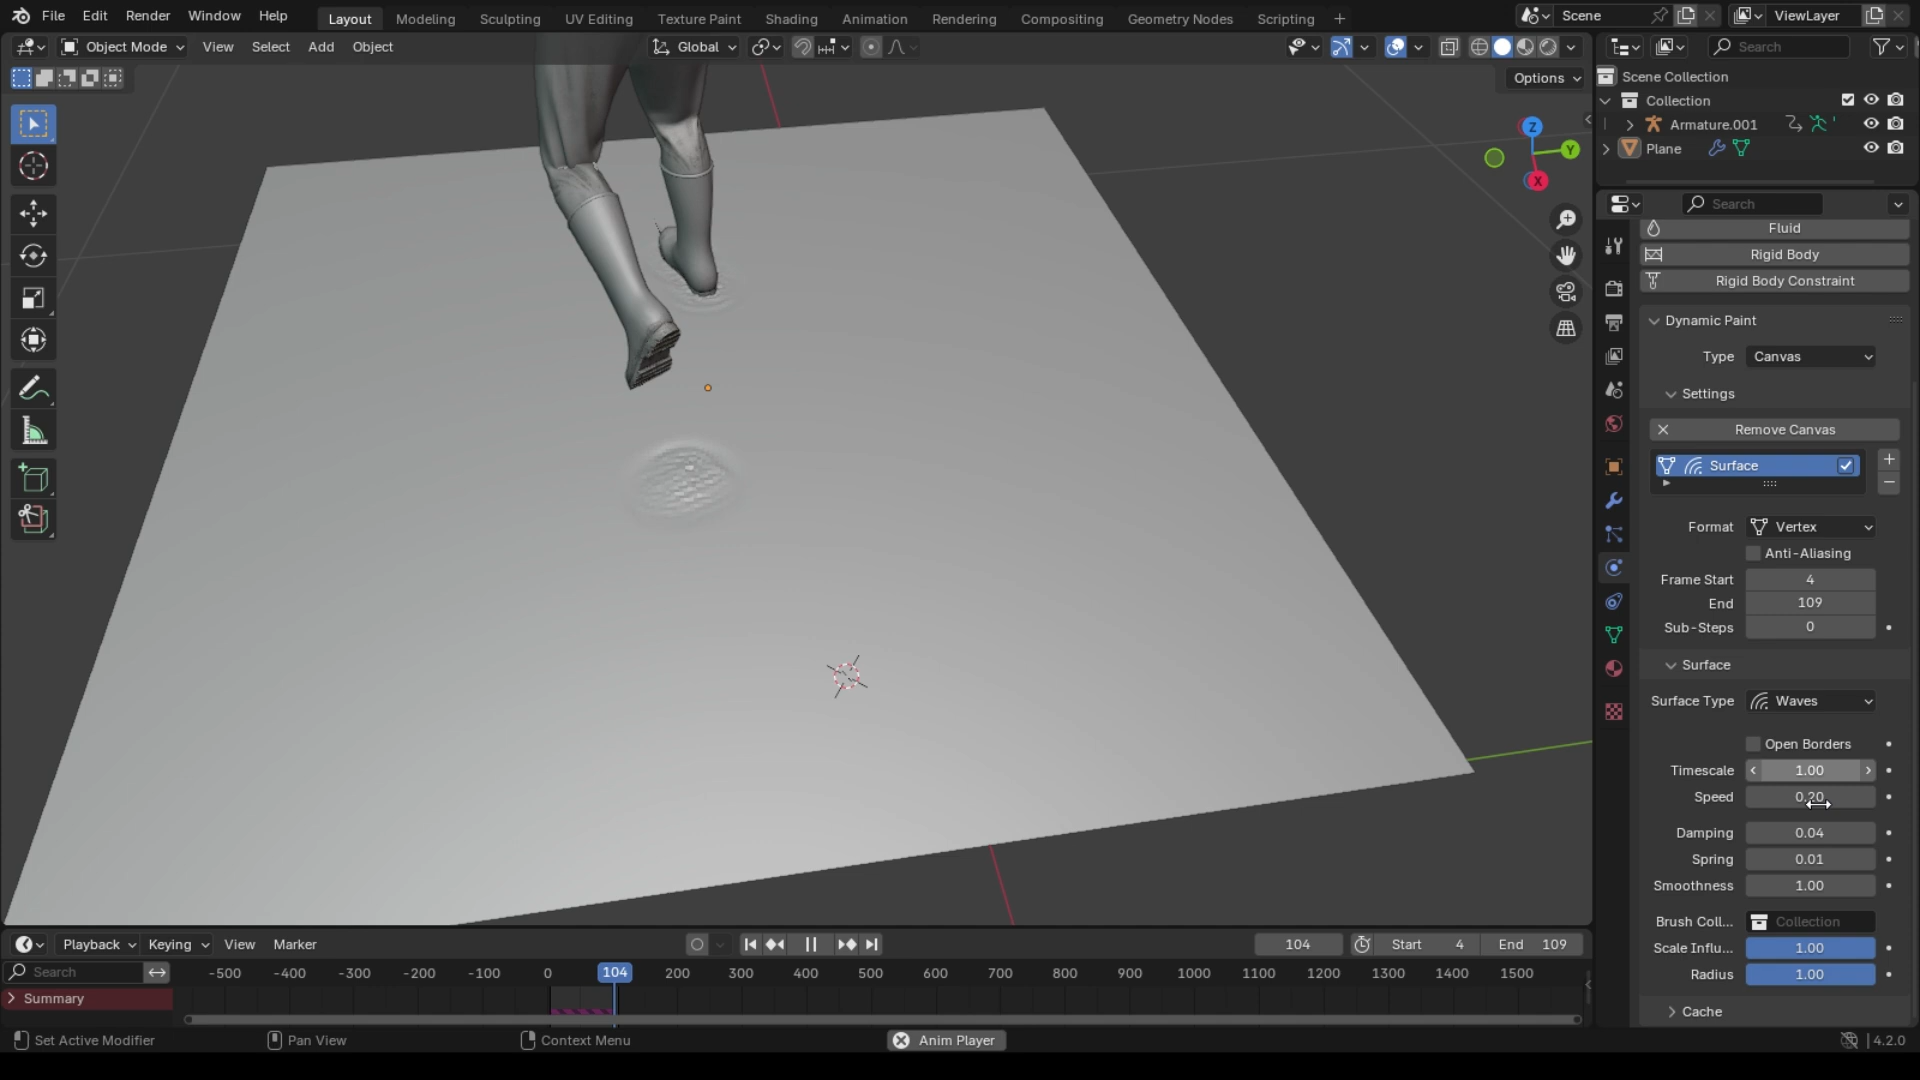 File Edit Render Window Help Layout Modeling Sculpting UV Editing Texture Paint Shading Animation Rendering Compositing Geometry Nodes Scripting + Scene ViewLayer
Object Mode View Select Add Object Global Search
Options
Scene Collection
Collection
Armature.001
Plane
Z
Y
X
Search
Fluid
Rigid Body
Rigid Body Constraint
Dynamic Paint
Type Canvas
Settings
Remove Canvas
Surface
Format Vertex
Anti-Aliasing
Frame Start 4
End 109
Sub-Steps 0
Surface
Surface Type Waves
Open Borders
Timescale 1.00
Speed 0.20
Damping 0.04
Spring 0.01
Smoothness 1.00
Brush Coll... Collection
Scale Influ... 1.00
Radius 1.00
Cache
Playback Keying View Marker 104 Start 4 End 109
Search -500 -400 -300 -200 -100 0 104 200 300 400 500 600 700 800 900 1000 1100 1200 1300 1400 1500
Summary
Set Active Modifier Pan View Context Menu Anim Player 4.2.0